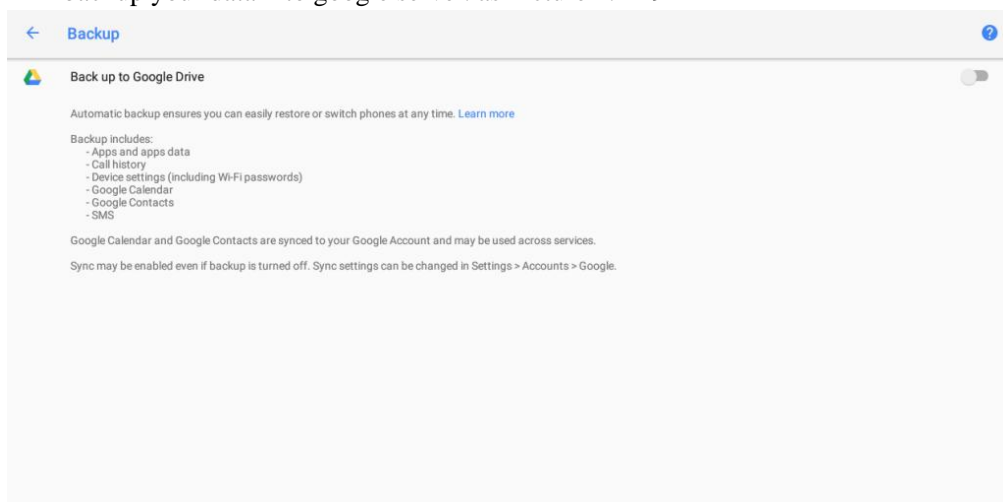 Backup
Back up to Google Drive
Automatic backup ensures you can easily restore or switch phones at any time. Learn more
Backup includes:
- Apps and apps data
- Call history
- Device settings (including Wi-Fi passwords)
- Google Calendar
- Google Contacts
- SMS
Google Calendar and Google Contacts are synced to your Google Account and may be used across services.
Sync may be enabled even if backup is turned off. Sync settings can be changed in Settings > Accounts > Google.